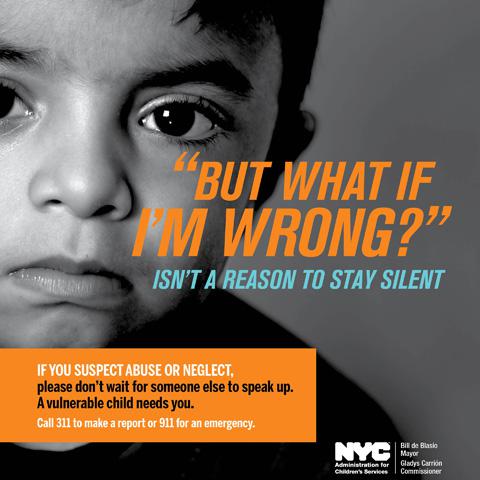 “BUT WHAT IF
I’M WRONG?”
ISN’T A REASON TO STAY SILENT
IF YOU SUSPECT ABUSE OR NEGLECT,
please don’t wait for someone else to speak up.
A vulnerable child needs you.
Call 311 to make a report or 911 for an emergency.
NYC
Administration for
Children’s Services
Bill de Blasio
Mayor
Gladys Carrión
Commissioner